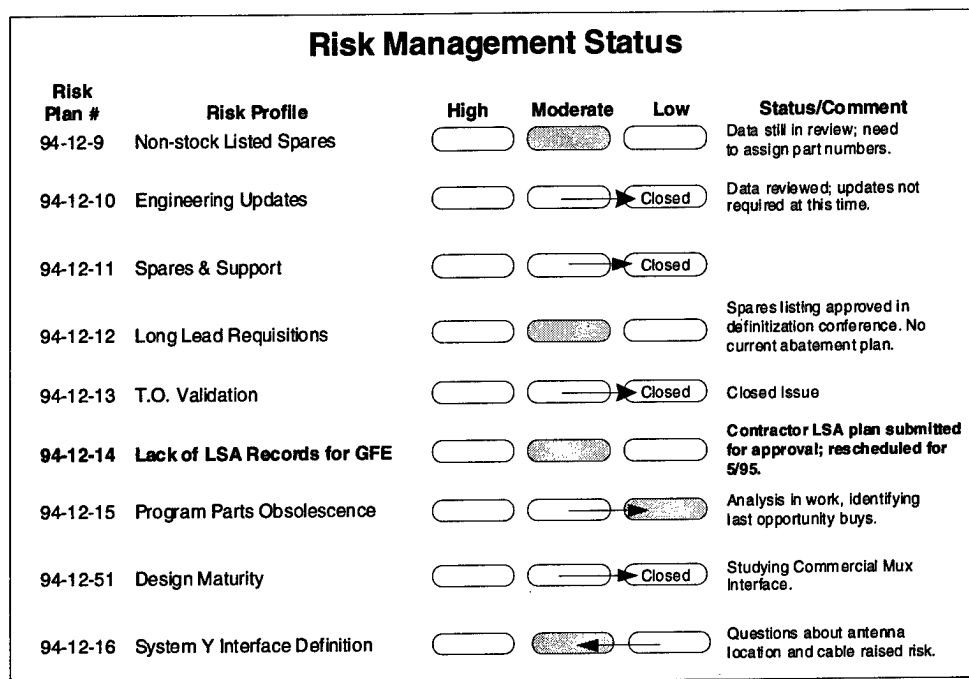 Risk Management Status
Risk
Plan # Risk Profile High Moderate Low Status/Comment
94-12-9 Non-stock Listed Spares Data still in review; need
to assign part numbers.
94-12-10 Engineering Updates Closed Data reviewed; updates not
required at this time.
94-12-11 Spares & Support Closed
94-12-12 Long Lead Requisitions Spares listing approved in
definitization conference. No
current abatement plan.
94-12-13 T.O. Validation Closed Closed Issue
94-12-14 Lack of LSA Records for GFE Contractor LSA plan submitted
for approval; rescheduled for
5/95.
94-12-15 Program Parts Obsolescence Analysis in work, identifying
last opportunity buys.
94-12-51 Design Maturity Closed Studying Commercial Mux
Interface.
94-12-16 System Y Interface Definition Questions about antenna
location and cable raised risk.